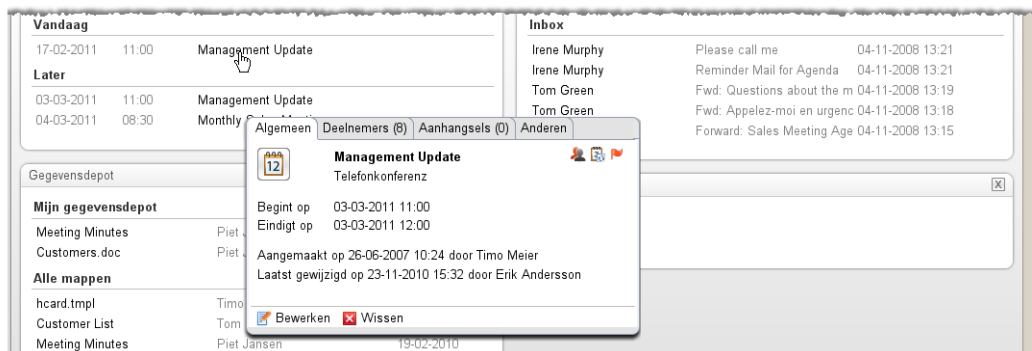 Vandaag
17-02-2011 11:00 Management Update
Later
03-03-2011 11:00 Management Update
04-03-2011 08:30 Monthly
Inbox
Irene Murphy Please call me 04-11-2008 13:21
Irene Murphy Reminder Mail for Agenda 04-11-2008 13:21
Tom Green Fwd: Questions about the m 04-11-2008 13:19
Tom Green Fwd: Appelez-moi en urgenc 04-11-2008 13:18
Forward: Sales Meeting Age 04-11-2008 13:15
Algemeen Deelnemers (8) Aanhangsels (0) Anderen
12
Management Update
Telefonkonferenz
Begint op 03-03-2011 11:00
Eindigt op 03-03-2011 12:00
Aangemaakt op 26-06-2007 10:24 door Timo Meier
Laatst gewijzigd op 23-11-2010 15:32 door Erik Andersson
Bewerken Wissen
Gegevensdepot
X
Mijn gegevensdepot
Meeting Minutes Piet
Customers.doc Piet
Alle mappen
hcard.tmpl Timo
Customer List Tom
Meeting Minutes Piet Jansen 19-02-2010